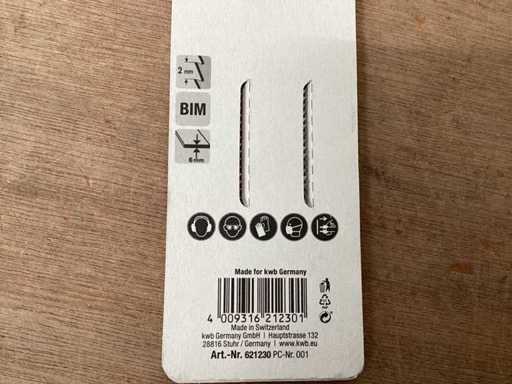 2 mm
BIM
6 mm
Made for kwb Germany
4 009316 212301
Made in Switzerland
kwb Germany GmbH | Hauptstrasse 132
28816 Stuhr / Germany | www.kwb.eu
Art.-Nr. 621230 PC-Nr. 001